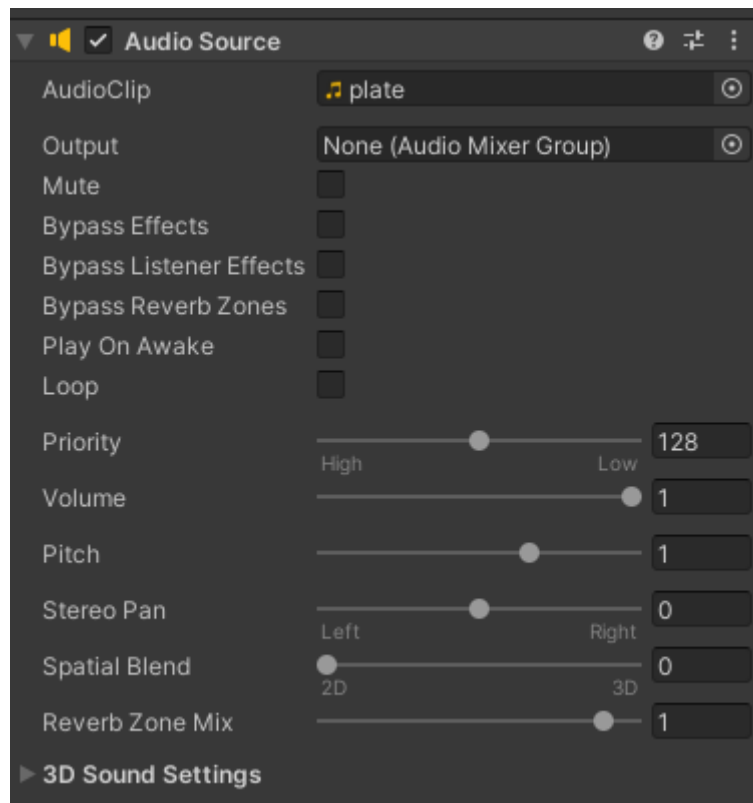 Audio Source
AudioClip plate
Output None (Audio Mixer Group)
Mute
Bypass Effects
Bypass Listener Effects
Bypass Reverb Zones
Play On Awake
Loop
Priority 128
High Low
Volume 1
Pitch 1
Stereo Pan 0
Left Right
Spatial Blend 0
2D 3D
Reverb Zone Mix 1
3D Sound Settings